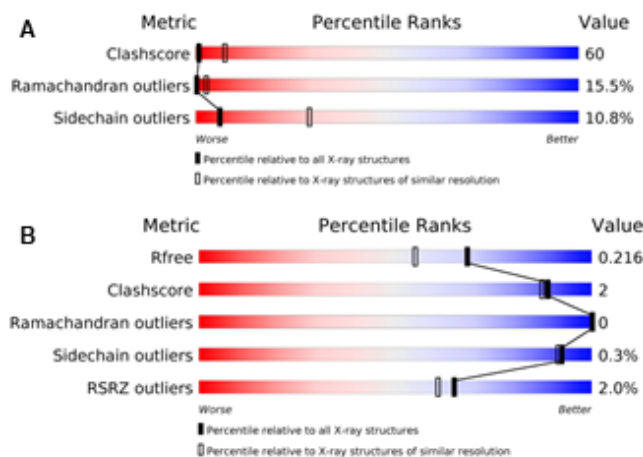 A
Metric Percentile Ranks Value
Clashscore 60
Ramachandran outliers 15.5%
Sidechain outliers 10.8%
Worse Better
Percentile relative to all X-ray structures
Percentile relative to X-ray structures of similar resolution
B
Metric Percentile Ranks Value
Rfree 0.216
Clashscore 2
Ramachandran outliers 0
Sidechain outliers 0.3%
RSRZ outliers 2.0%
Worse Better
Percentile relative to all X-ray structures
Percentile relative to X-ray structures of similar resolution